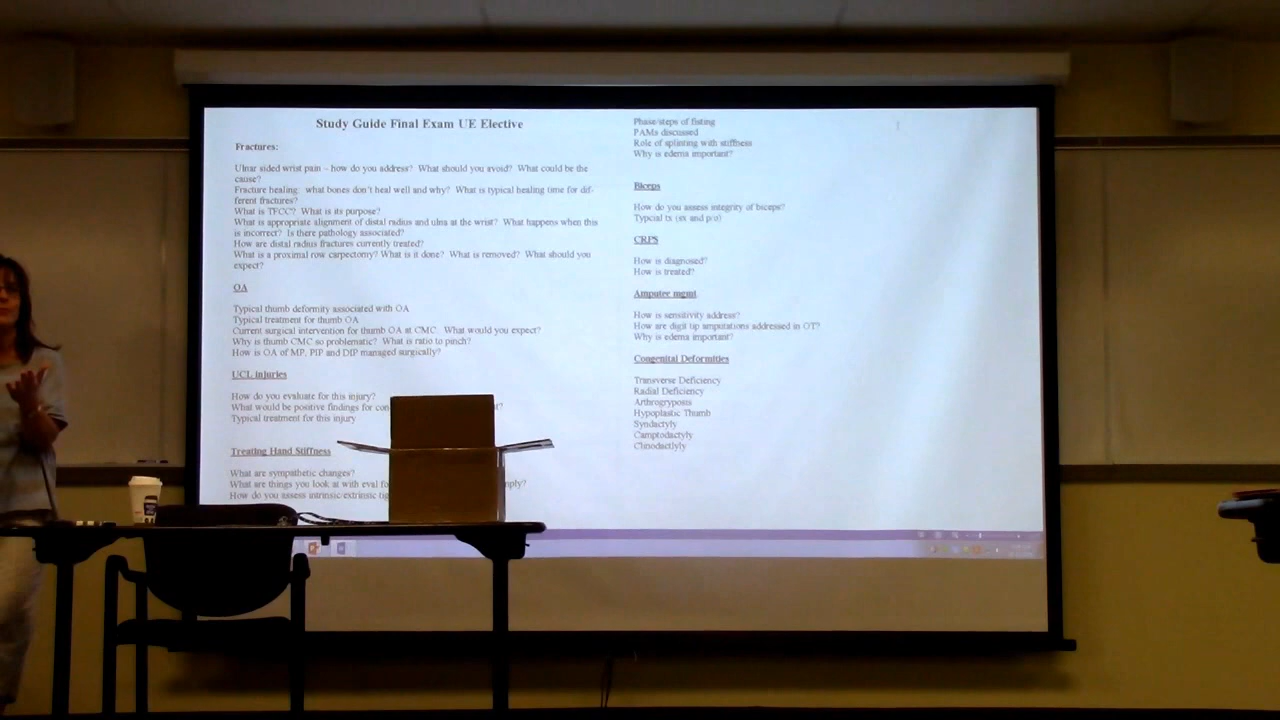 Study Guide Final Exam UE Elective
Fractures:
Ulnar sided wrist pain – how do you address? What should you avoid? What could be the
cause?
Fracture healing: what bones don't heal well and why? What is typical healing time for dif-
ferent fractures?
What is TFCC? What is its purpose?
What is appropriate alignment of distal radius and ulna at the wrist? What happens when this
is incorrect? Is there pathology associated?
How are distal radius fractures currently treated?
What is a proximal row carpectomy? What is it done? What is removed? What should you
expect?
OA
Typical thumb deformity associated with OA
Typical treatment for thumb OA
Current surgical intervention for thumb OA at CMC. What would you expect?
Why is thumb CMC so problematic? What is ratio to pinch?
How is OA of MP, PIP and DIP managed surgically?
UCL injuries
How do you evaluate for this injury?
What would be positive findings for con
Typical treatment for this injury
Treating Hand Stiffness
What are sympathetic changes?
What are things you look at with eval fo mply?
How do you assess intrinsic extrinsic tig
Phase/steps of fisting
PAMs discussed
Role of splinting with stiffness
Why is edema important?
Biceps
How do you assess integrity of biceps?
Typcial tx (sx and p/o)
CRPS
How is diagnosed?
How is treated?
Amputee mgmt
How is sensitivity address?
How are digit tip amputations addressed in OT?
Why is edema important?
Congenital Deformities
Transverse Deficiency
Radial Deficiency
Arthrogryposis
Hypoplastic Thumb
Syndactyly
Camptodactyly
Clinodactlyly